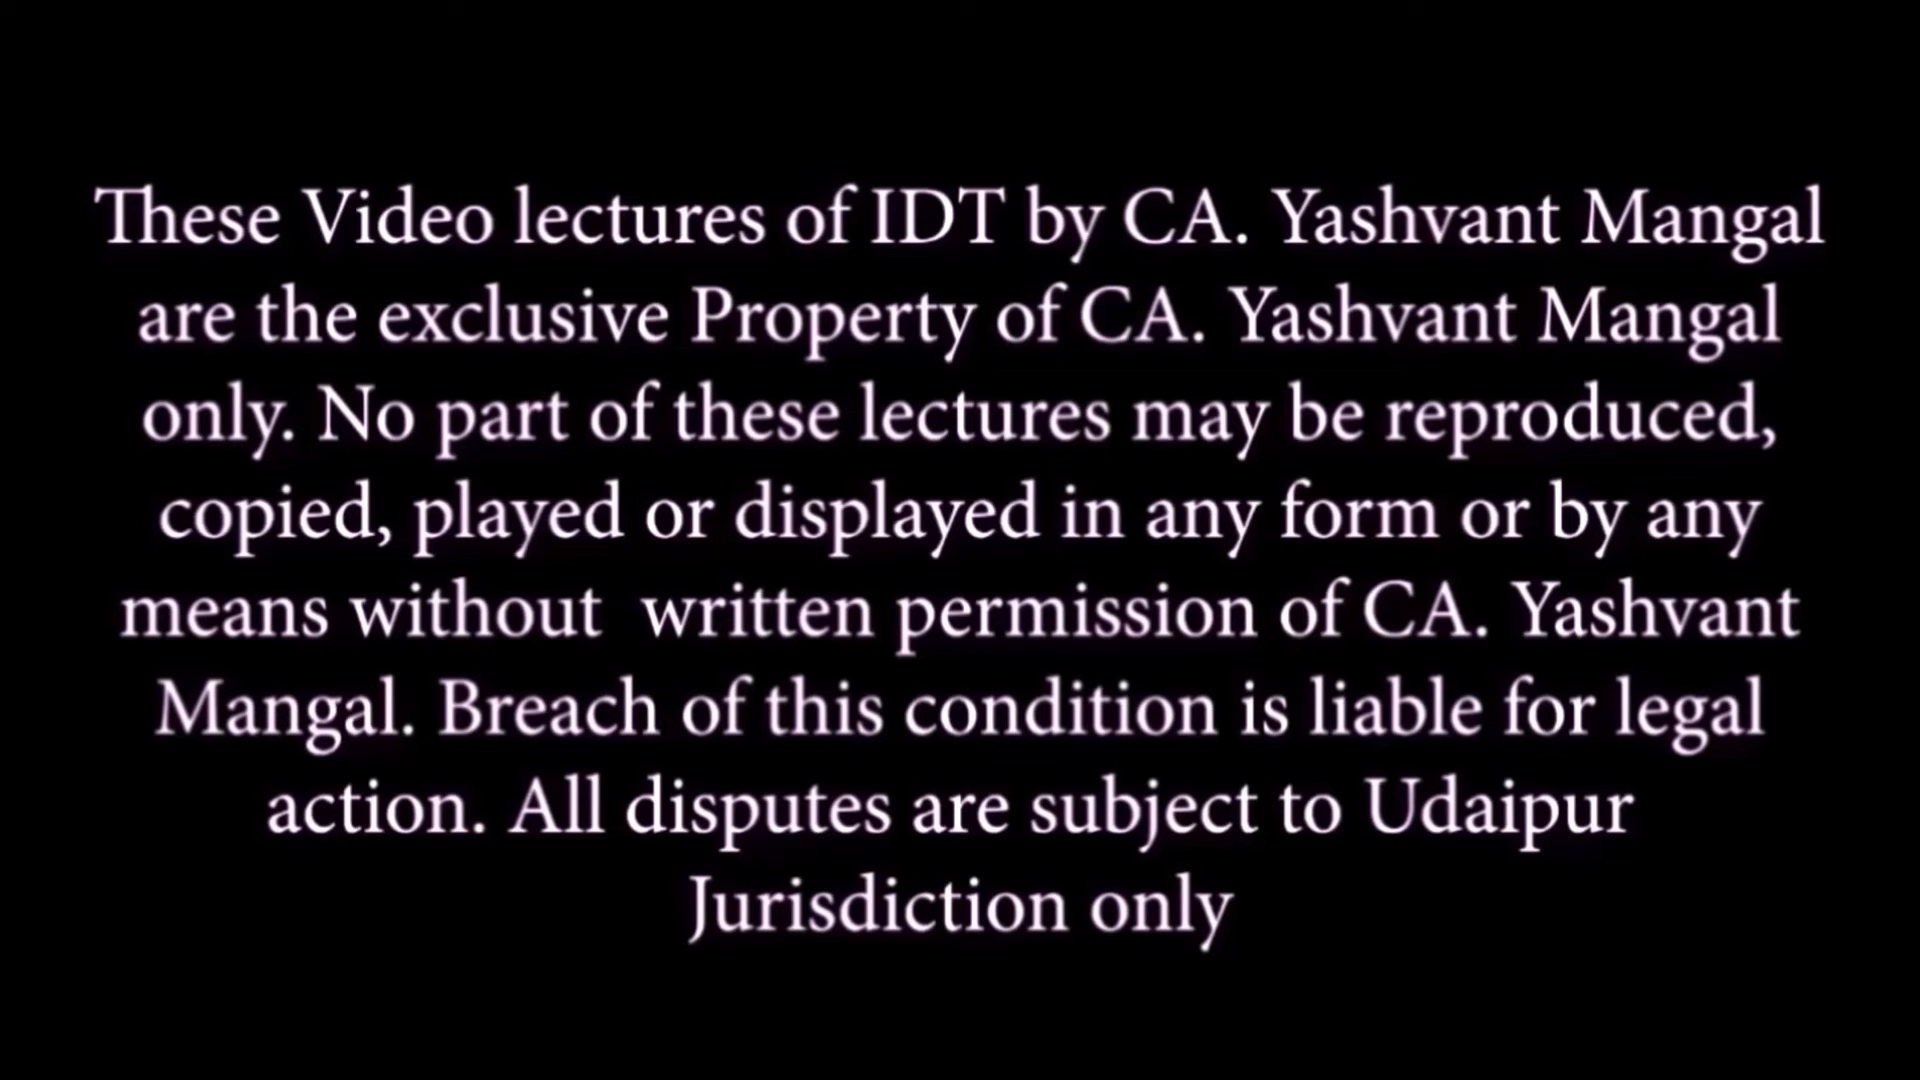 These Video lectures of IDT by CA. Yashvant Mangal
are the exclusive Property of CA. Yashvant Mangal
only. No part of these lectures may be reproduced,
copied, played or displayed in any form or by any
means without  written permission of CA. Yashvant
Mangal. Breach of this condition is liable for legal
action. All disputes are subject to Udaipur
Jurisdiction only